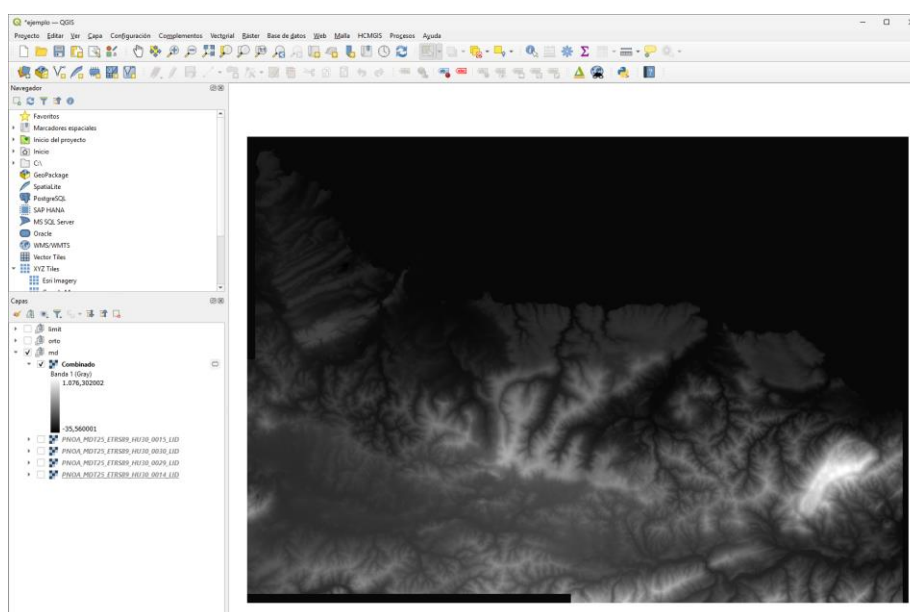 *ejemplo — QGIS
Proyecto Editar Ver Capa Configuración Complementos Vectorial Ráster Base de datos Web Malla HCMGIS Procesos Ayuda
Navegador
Favoritos
Marcadores espaciales
Inicio del proyecto
Inicio
C:\
GeoPackage
SpatiaLite
PostgreSQL
SAP HANA
MS SQL Server
Oracle
WMS/WMTS
Vector Tiles
XYZ Tiles
Esri Imagery
Capas
limit
orto
md
Combinado
Banda 1 (Gray)
1.076,302002
-35,560001
PNOA_MDT25_ETRS89_HU30_0015_LID
PNOA_MDT25_ETRS89_HU30_0030_LID
PNOA_MDT25_ETRS89_HU30_0029_LID
PNOA_MDT25_ETRS89_HU30_0014_LID